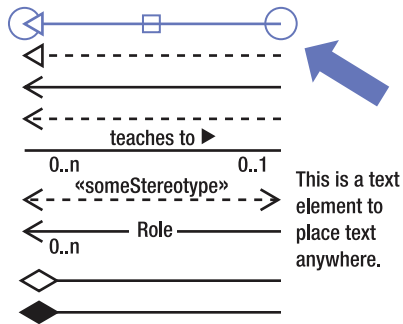 teaches to ▶
0..n 0..1
«someStereotype»
Role
0..n
This is a text
element to
place text
anywhere.